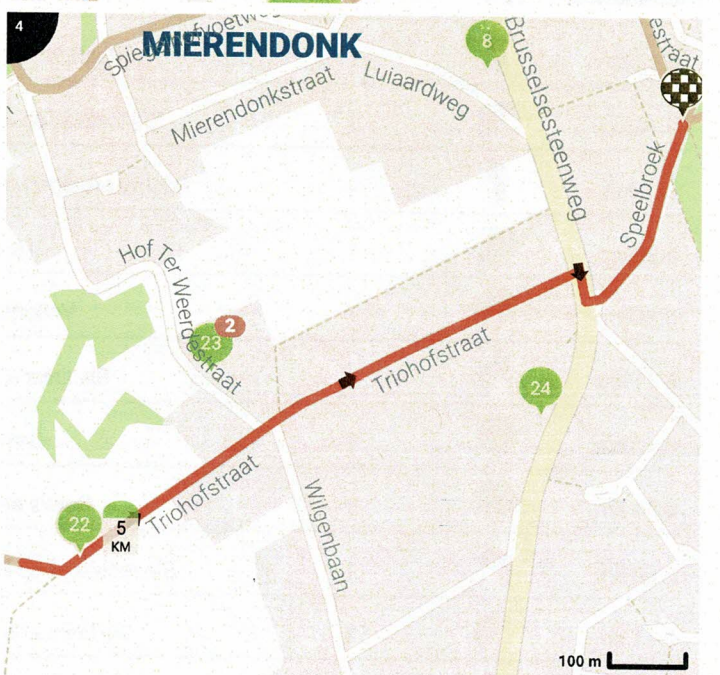 4
MIERENDONK
8
Brusselsesteenweg
Luiaardweg
Mierendonkstraat
Speelbroek
Hof Ter Weerdestraat
2
23
Triohofstraat
24
Triohofstraat
22
5
KM
Wilgenbaan
100 m